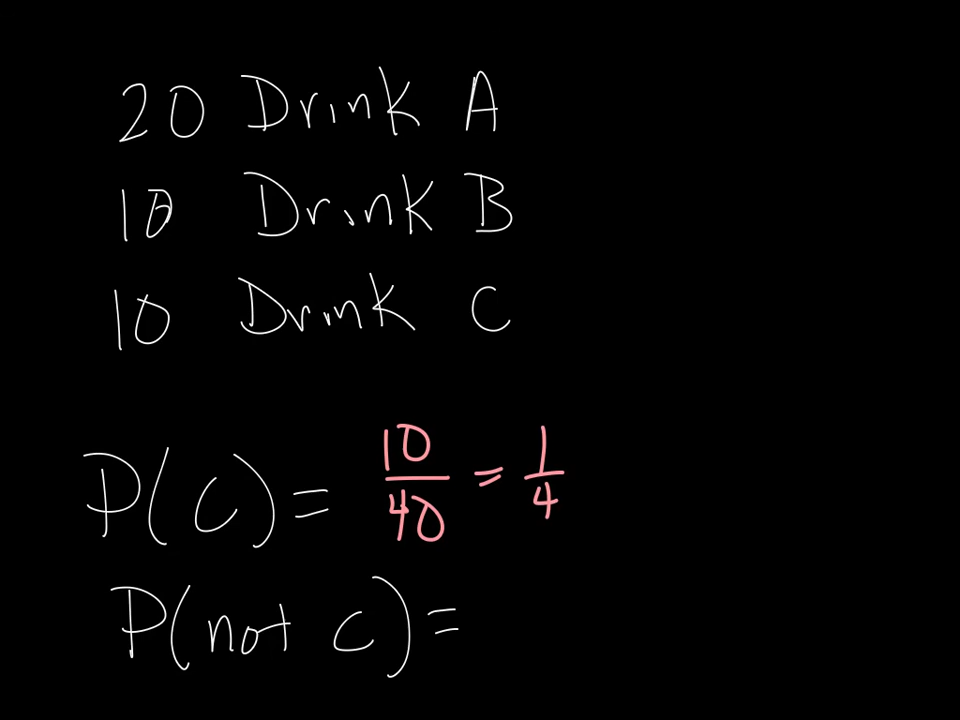 20 Drink A
10 Drink B
10 Drink C
P(C) = 10/40 = 1/4
P(not C) =